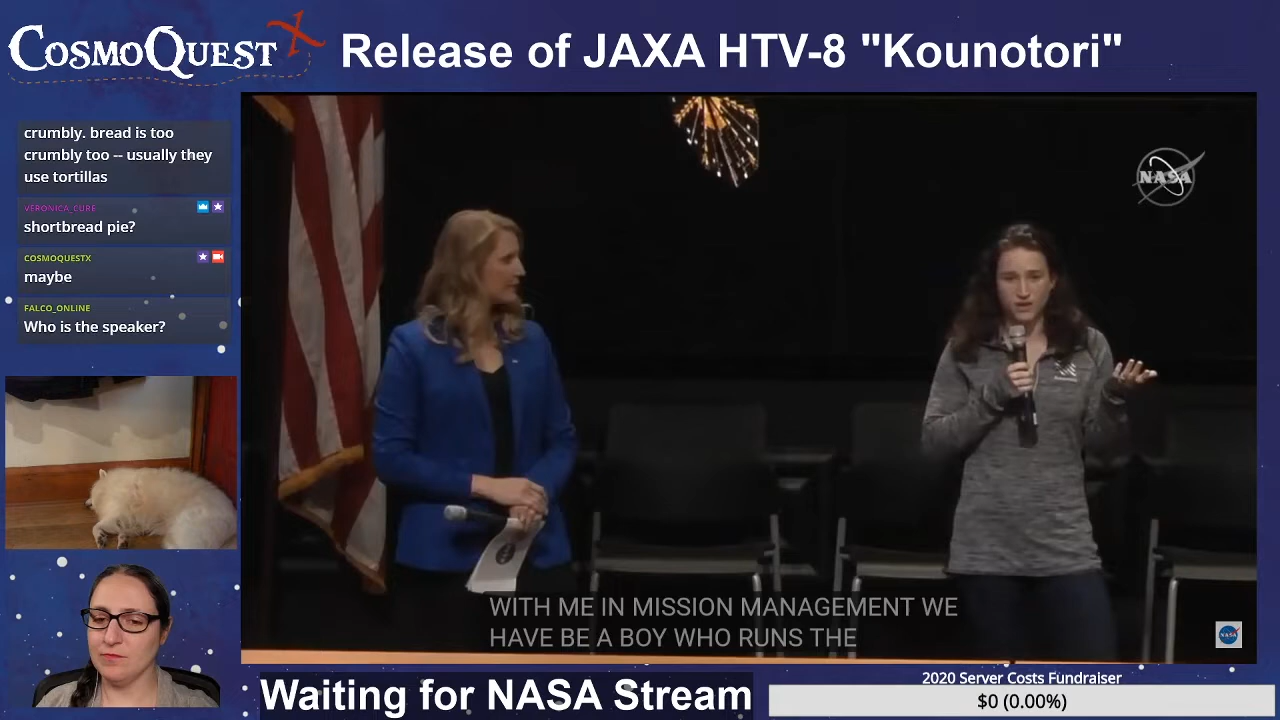 COSMOQUEST X
Release of JAXA HTV-8 "Kounotori"
crumbly. bread is too
crumbly too -- usually they
use tortillas
VERONICA_CURE
shortbread pie?
COSMOQUESTX
maybe
FALCO_ONLINE
Who is the speaker?
NASA
WITH ME IN MISSION MANAGEMENT WE
HAVE BE A BOY WHO RUNS THE
NASA
Waiting for NASA Stream
2020 Server Costs Fundraiser
$0 (0.00%)